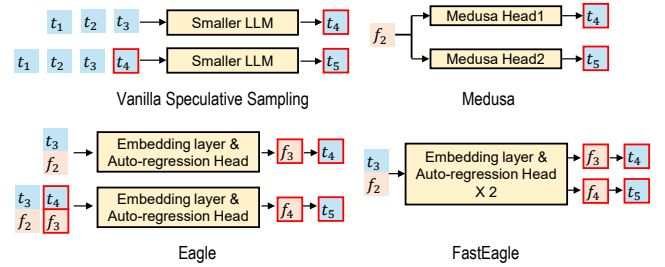 t₁ t₂ t₃ Smaller LLM t₄
t₁ t₂ t₃ t₄ Smaller LLM t₅
Vanilla Speculative Sampling
f₂ Medusa Head1 t₄
Medusa Head2 t₅
Medusa
t₃
f₂
Embedding layer &
Auto-regression Head
f₃ t₄
t₃ t₄
f₂ f₃
Embedding layer &
Auto-regression Head
f₄ t₅
Eagle
t₃
f₂
Embedding layer &
Auto-regression Head
X 2
f₃ t₄
f₄ t₅
FastEagle